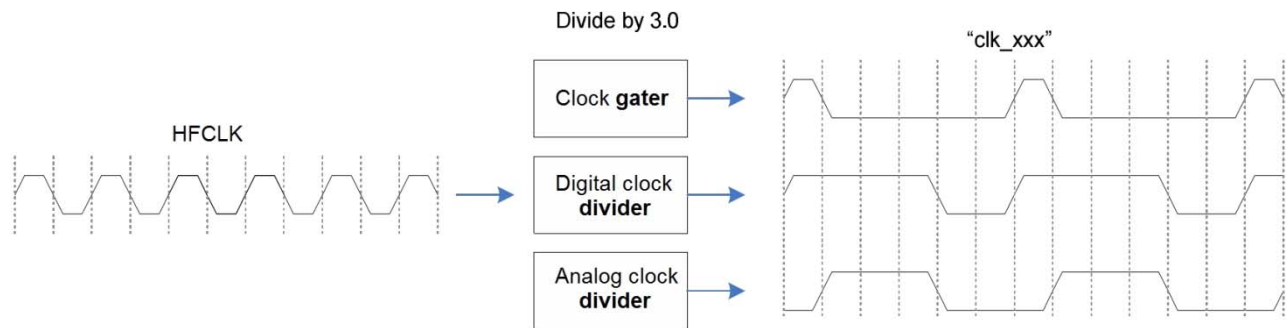 Divide by 3.0
“clk_xxx”
Clock gater
HFCLK
Digital clock
divider
Analog clock
divider